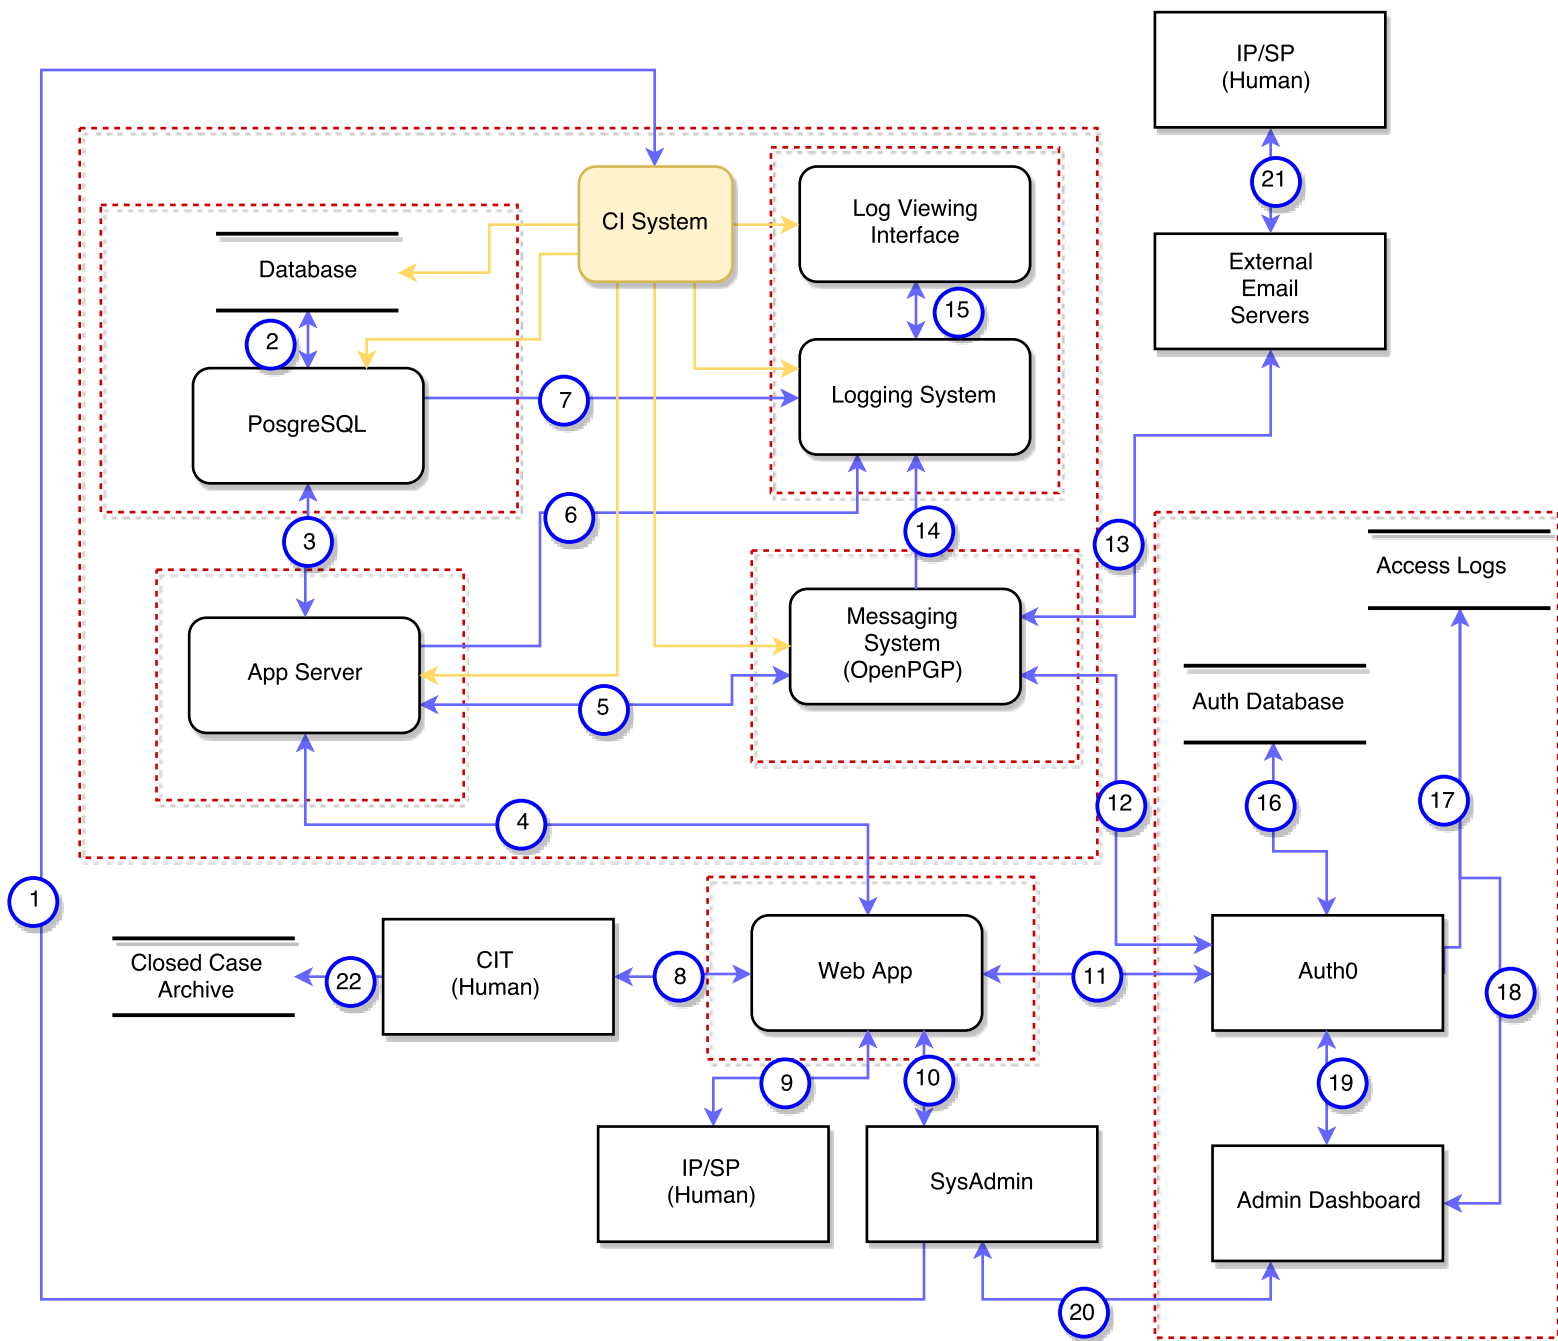 IP/SP
(Human)
21
External
Email
Servers
CI System
Log Viewing
Interface
Database
15
2
Logging System
7
PosgreSQL
6
14
13
3
Access Logs
Messaging
System
(OpenPGP)
App Server
Auth Database
5
12
16
17
4
1
Closed Case
Archive
22
CIT
(Human)
8
Web App
11
Auth0
18
9
10
19
IP/SP
(Human)
SysAdmin
Admin Dashboard
20